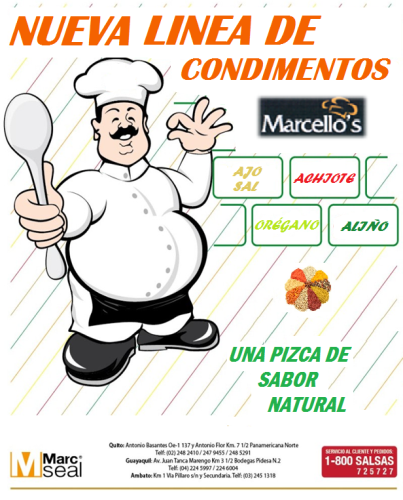 NUEVA LINEA DE
CONDIMENTOS
Marcello's
AJO
SAL
ACHIOTE
ORÉGANO
ALIÑO
UNA PIZCA DE
SABOR
NATURAL
Marc
seal
Quito: Antonio Basantes Oe-1 137 y Antonio Flor Km. 7 1/2 Panamericana Norte
Telf: (02) 248 2410 / 247 9455 / 248 5291
Guayaquil: Av. Juan Tanca Marengo Km 3 1/2 Bodegas Pidesa N.2
Telf: (04) 224 5997 / 224 6004
Ambato: Km 1 Vía Píllaro s/n y Secundaria. Telf: (03) 245 1318
SERVICIO AL CLIENTE Y PEDIDOS:
1-800 SALSAS
725727